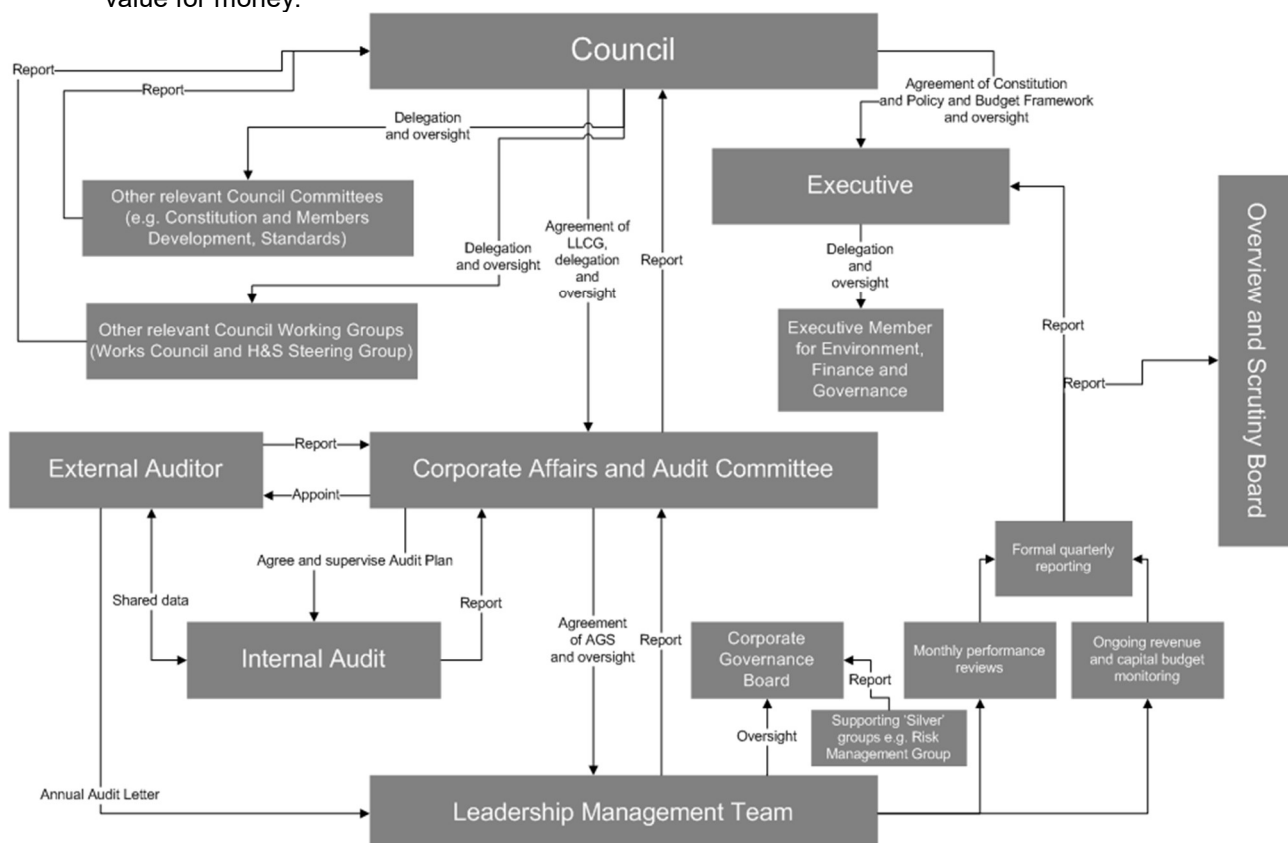 value for money.
Council
Report
Report
Agreement of Constitution
and Policy and Budget Framework
and oversight
Delegation
and oversight
Executive
Other relevant Council Committees
(e.g. Constitution and Members
Development, Standards)
Delegation
and oversight
Agreement of
LLCG,
delegation
and
oversight
Report
Delegation
and
oversight
Overview and Scrutiny Board
Other relevant Council Working Groups
(Works Council and H&S Steering Group)
Executive Member
for Environment,
Finance and
Governance
Report
Report
External Auditor
Report
Appoint
Corporate Affairs and Audit Committee
Agree and supervise Audit Plan
Shared data
Report
Internal Audit
Agreement
of AGS
and oversight
Report
Formal quarterly
reporting
Corporate
Governance
Board
Report
Monthly performance
reviews
Ongoing revenue
and capital budget
monitoring
Supporting 'Silver'
groups e.g. Risk
Management Group
Oversight
Annual Audit Letter
Leadership Management Team